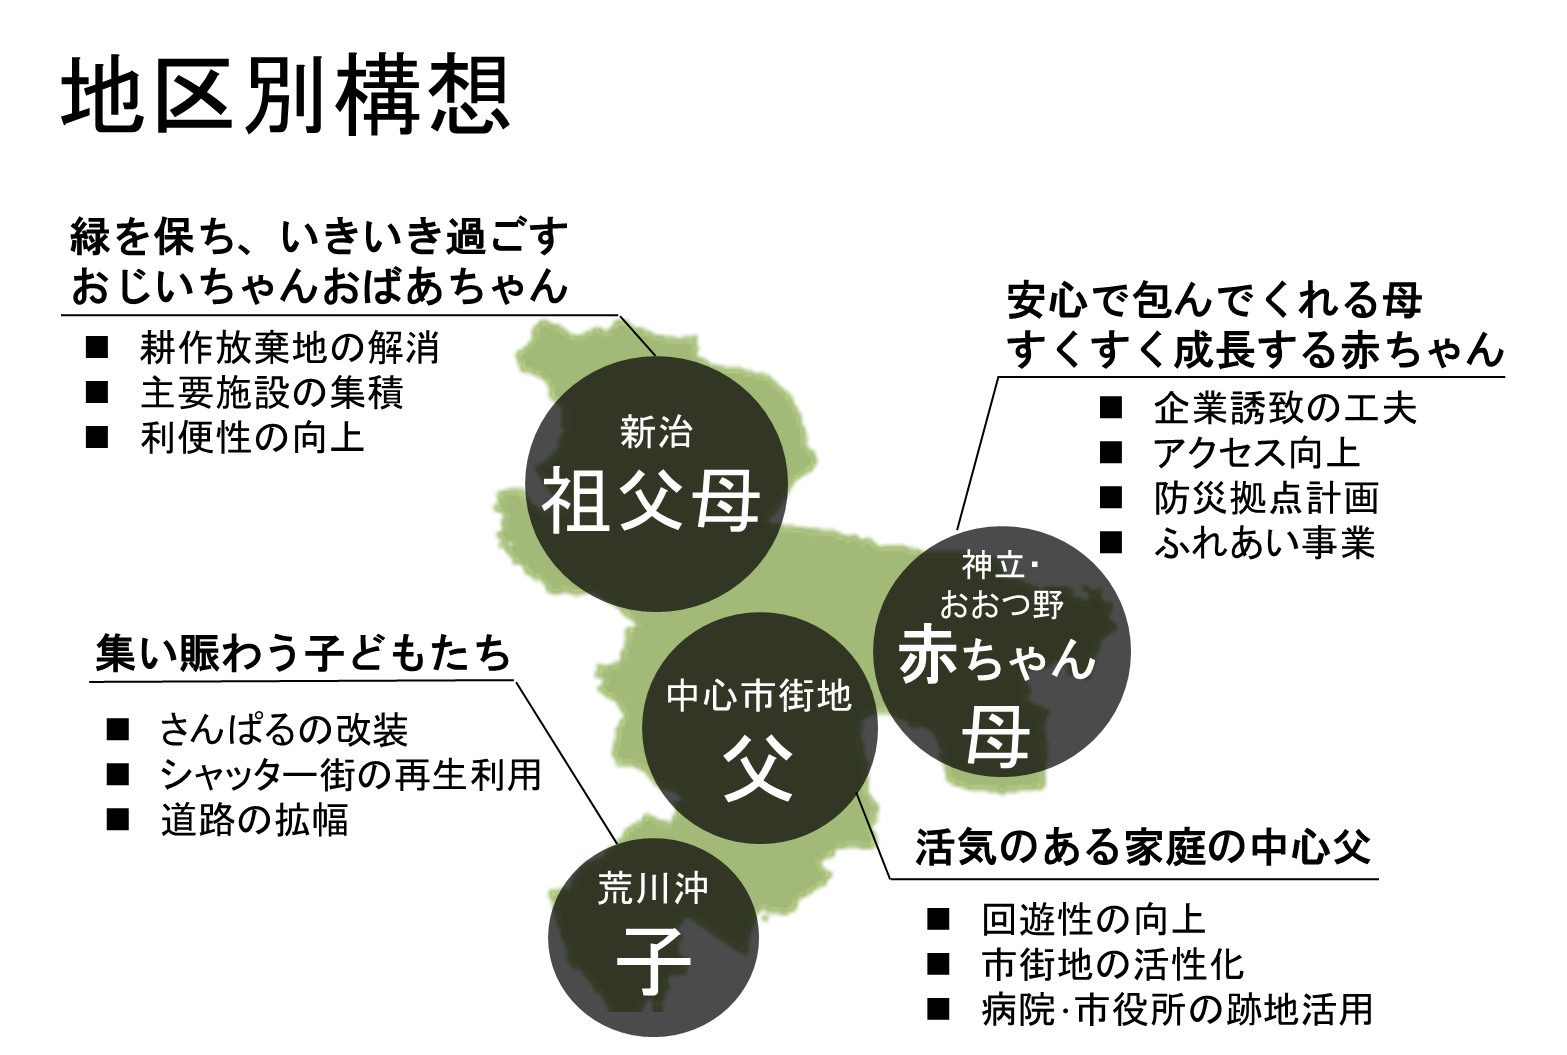 地区別構想
緑を保ち、いきいき過ごす
おじいちゃんおばあちゃん
■ 耕作放棄地の解消
■ 主要施設の集積
■ 利便性の向上
新治
祖父母
安心で包んでくれる母
すくすく成長する赤ちゃん
■ 企業誘致の工夫
■ アクセス向上
■ 防災拠点計画
■ ふれあい事業
神立・
おおつ野
赤ちゃん
母
集い賑わう子どもたち
■ さんぱるの改装
■ シャッター街の再生利用
■ 道路の拡幅
中心市街地
父
荒川沖
子
活気のある家庭の中心父
■ 回遊性の向上
■ 市街地の活性化
■ 病院・市役所の跡地活用